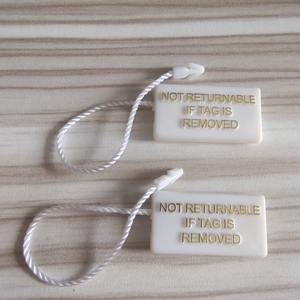 NOT RETURNABLE
IF TAG IS
REMOVED
NOT RETURNABLE
IF TAG IS
REMOVED